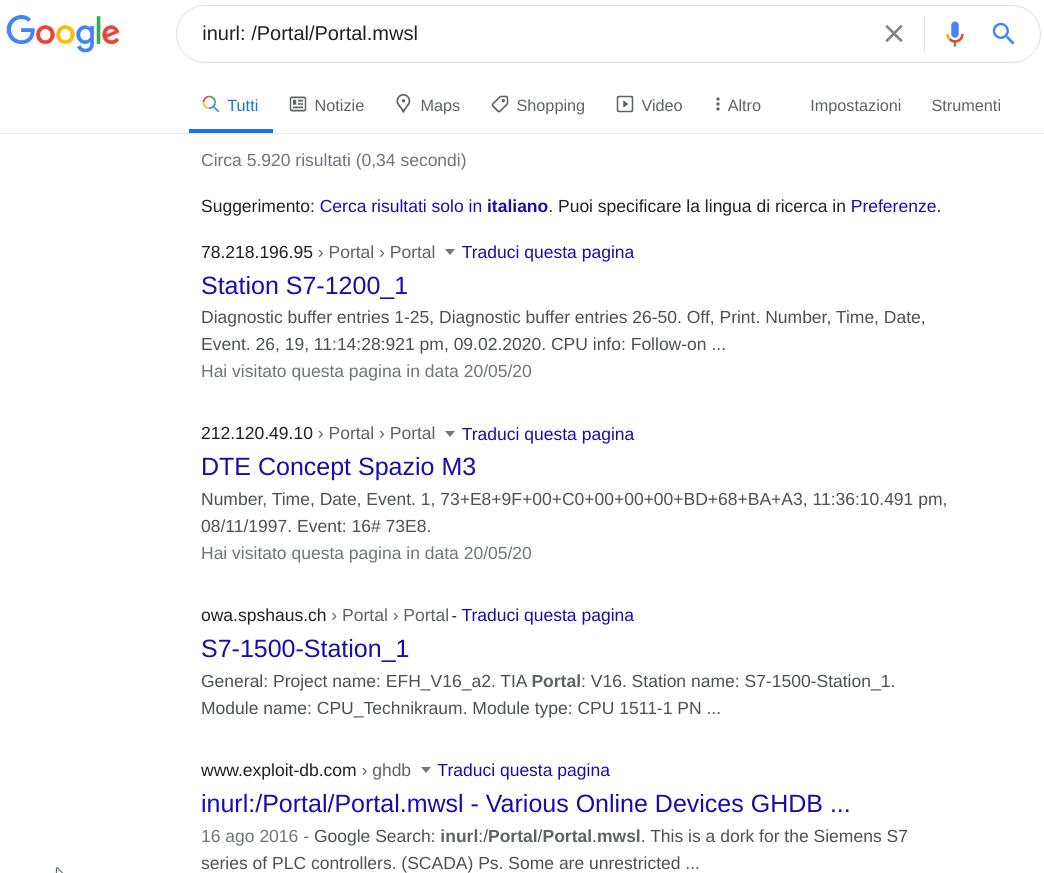 Google
inurl: /Portal/Portal.mwsl
Tutti Notizie Maps Shopping Video Altro Impostazioni Strumenti
Circa 5.920 risultati (0,34 secondi)
Suggerimento: Cerca risultati solo in italiano. Puoi specificare la lingua di ricerca in Preferenze.
78.218.196.95 › Portal › Portal Traduci questa pagina
Station S7-1200_1
Diagnostic buffer entries 1-25, Diagnostic buffer entries 26-50. Off, Print. Number, Time, Date,
Event. 26, 19, 11:14:28:921 pm, 09.02.2020. CPU info: Follow-on ...
Hai visitato questa pagina in data 20/05/20
212.120.49.10 › Portal › Portal Traduci questa pagina
DTE Concept Spazio M3
Number, Time, Date, Event. 1, 73+E8+9F+00+C0+00+00+00+BD+68+BA+A3, 11:36:10.491 pm,
08/11/1997. Event: 16# 73E8.
Hai visitato questa pagina in data 20/05/20
owa.spshaus.ch › Portal › Portal - Traduci questa pagina
S7-1500-Station_1
General: Project name: EFH_V16_a2. TIA Portal: V16. Station name: S7-1500-Station_1.
Module name: CPU_Technikraum. Module type: CPU 1511-1 PN ...
www.exploit-db.com › ghdb Traduci questa pagina
inurl:/Portal/Portal.mwsl - Various Online Devices GHDB ...
16 ago 2016 - Google Search: inurl:/Portal/Portal.mwsl. This is a dork for the Siemens S7
series of PLC controllers. (SCADA) Ps. Some are unrestricted ...